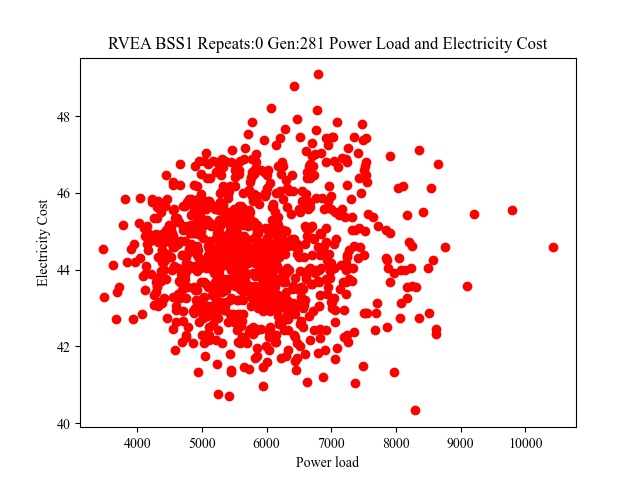 RVEA BSS1 Repeats:0 Gen:281 Power Load and Electricity Cost
48
46
44
42
40
Electricity Cost
4000 5000 6000 7000 8000 9000 10000
Power load